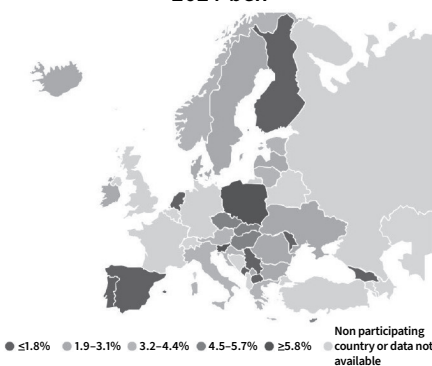 ≤1.8% 1.9–3.1% 3.2–4.4% 4.5–5.7% ≥5.8%
Non participating
country or data not
available